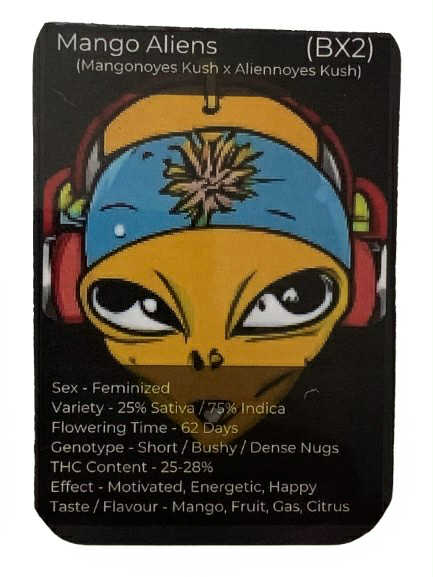 Mango Aliens (BX2)
(Mangonoyes Kush x Aliennoyes Kush)
Sex - Feminized
Variety - 25% Sativa / 75% Indica
Flowering Time - 62 Days
Genotype - Short / Bushy / Dense Nugs
THC Content - 25-28%
Effect - Motivated, Energetic, Happy
Taste / Flavour - Mango, Fruit, Gas, Citrus